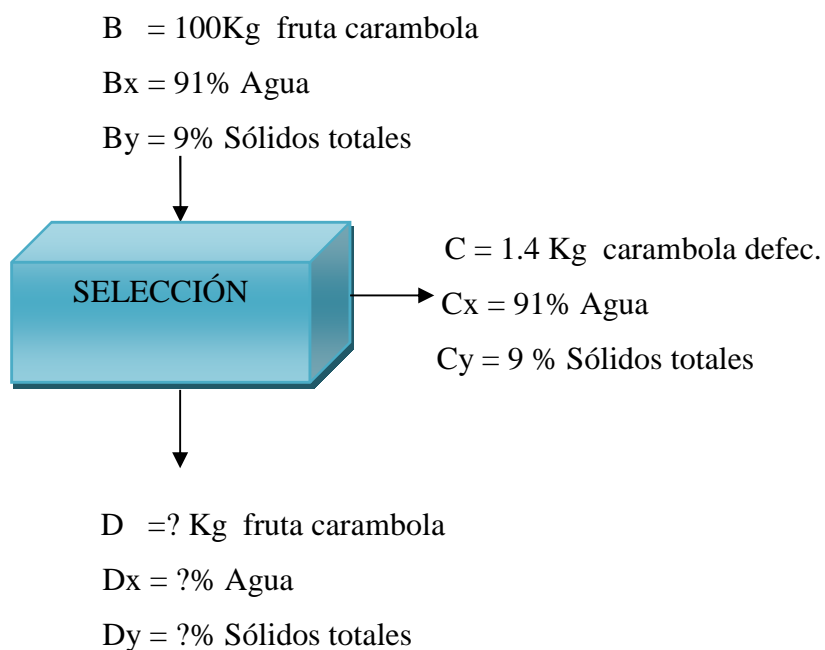 B = 100Kg fruta carambola
Bx = 91% Agua
By = 9% Sólidos totales
SELECCIÓN
C = 1.4 Kg carambola defec.
Cx = 91% Agua
Cy = 9 % Sólidos totales
D =? Kg fruta carambola
Dx = ?% Agua
Dy = ?% Sólidos totales